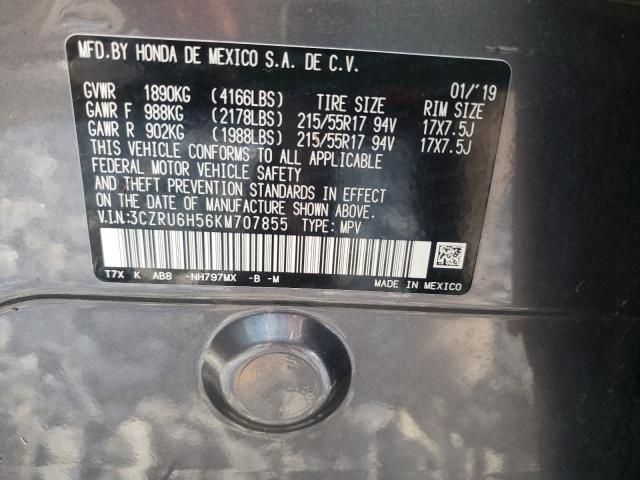 MFD.BY HONDA DE MEXICO S.A. DE C.V.
01/'19
GVWR 1890KG (4166LBS) TIRE SIZE RIM SIZE
GAWR F 988KG (2178LBS) 215/55R17 94V 17X7.5J
GAWR R 902KG (1988LBS) 215/55R17 94V 17X7.5J
THIS VEHICLE CONFORMS TO ALL APPLICABLE
FEDERAL MOTOR VEHICLE SAFETY
AND THEFT PREVENTION STANDARDS IN EFFECT
ON THE DATE OF MANUFACTURE SHOWN ABOVE.
V.I.N:3CZRU6H56KM707855 TYPE: MPV
T7X K AB8 -NH797MX -B -M MADE IN MEXICO